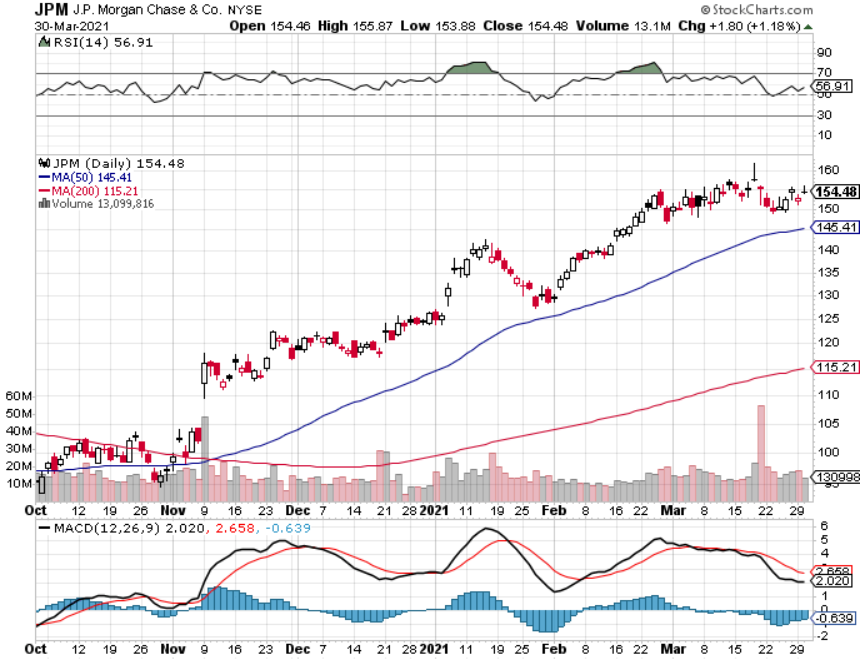 JPM J.P. Morgan Chase & Co. NYSE © StockCharts.com
30-Mar-2021 Open 154.46 High 155.87 Low 153.88 Close 154.48 Volume 13.1M Chg +1.80 (+1.18%)
RSI(14) 56.91
90
70
56.91
50
30
10
JPM (Daily) 154.48
MA(50) 145.41
MA(200) 115.21
Volume 13,099,816
160
154.48
150
145.41
140
135
130
125
120
115.21
110
105
100
95
60M
50M
40M
30M
20M
10M
130998
Oct 12 19 26 Nov 9 16 23 Dec 7 14 21 28 2021 11 19 25 Feb 8 16 22 Mar 8 15 22 29
MACD(12,26,9) 2.020, 2.658, -0.639
6
5
4
2.658
2.020
1
0
-0.639
-2
Oct 12 19 26 Nov 9 16 23 Dec 7 14 21 28 2021 11 19 25 Feb 8 16 22 Mar 8 15 22 29